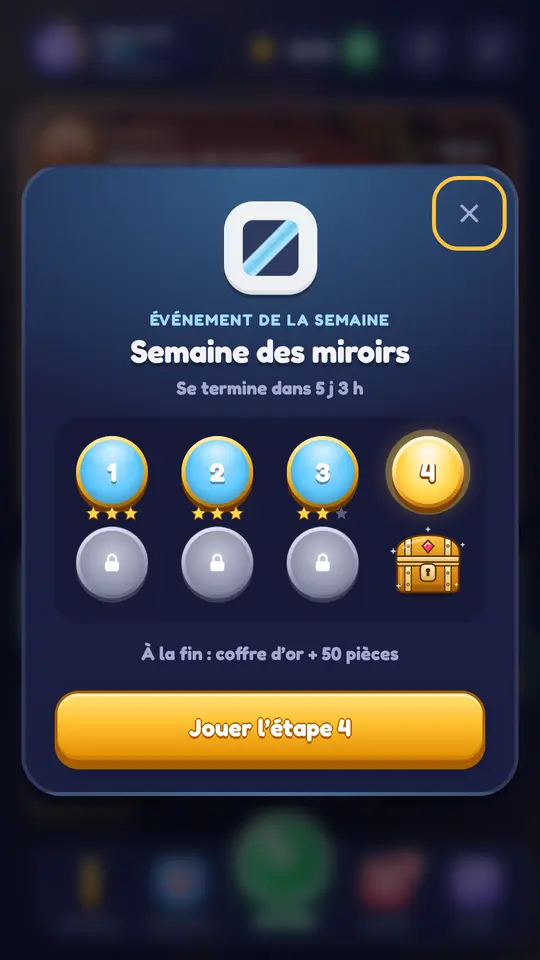 ÉVÉNEMENT DE LA SEMAINE
Semaine des miroirs
Se termine dans 5 j 3 h
1 2 3 4
À la fin : coffre d’or + 50 pièces
Jouer l’étape 4